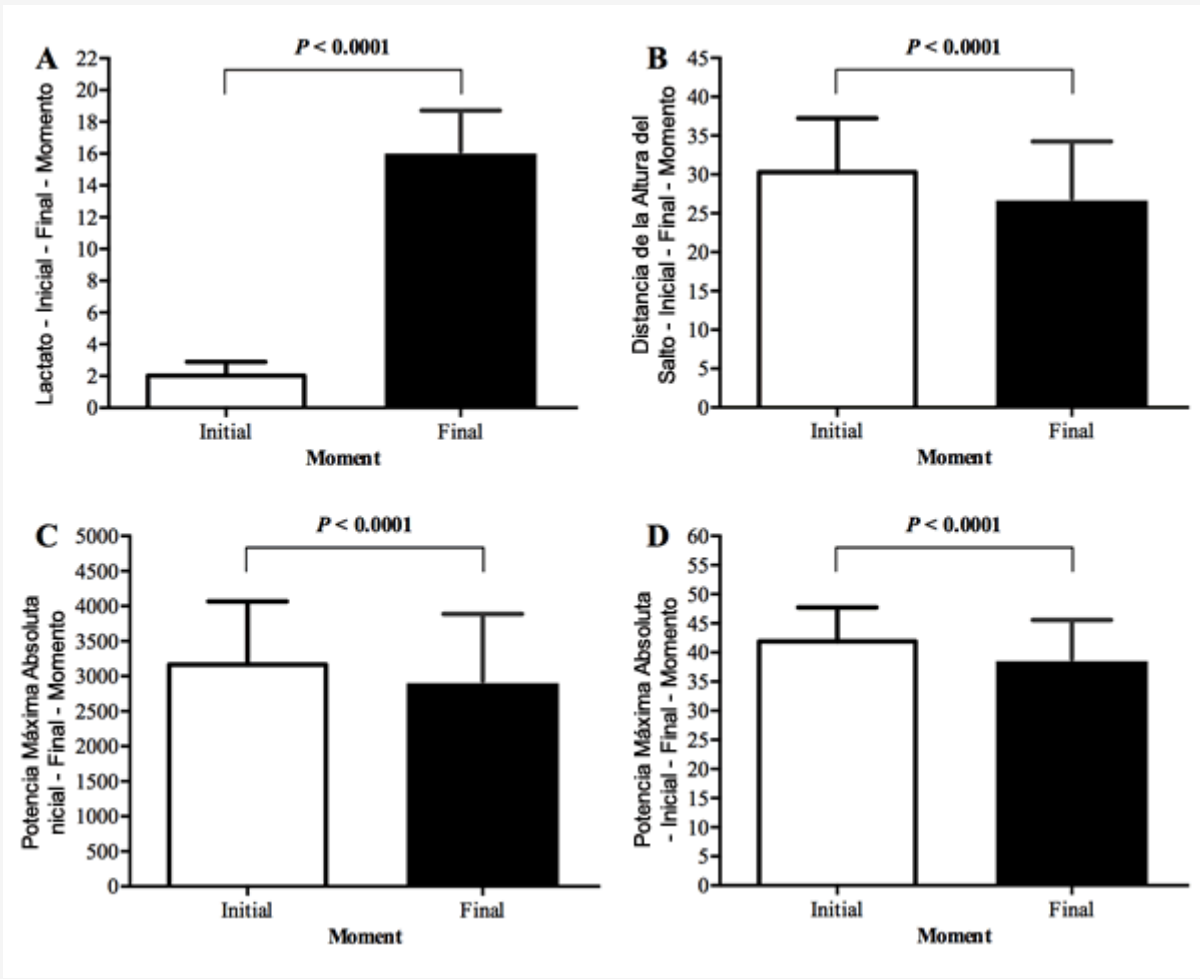 A
P < 0.0001
Lactato - Inicial - Final - Momento
22
20
18
16
14
12
10
8
6
4
2
0
Initial
Final
Moment
B
P < 0.0001
Distancia de la Altura del
Salto - Inicial - Final - Momento
45
40
35
30
25
20
15
10
5
0
Initial
Final
Moment
C
P < 0.0001
Potencia Máxima Absoluta
nicial - Final - Momento
5000
4500
4000
3500
3000
2500
2000
1500
1000
500
0
Initial
Final
Moment
D
P < 0.0001
Potencia Máxima Absoluta
- Inicial - Final - Momento
60
55
50
45
40
35
30
25
20
15
10
5
0
Initial
Final
Moment